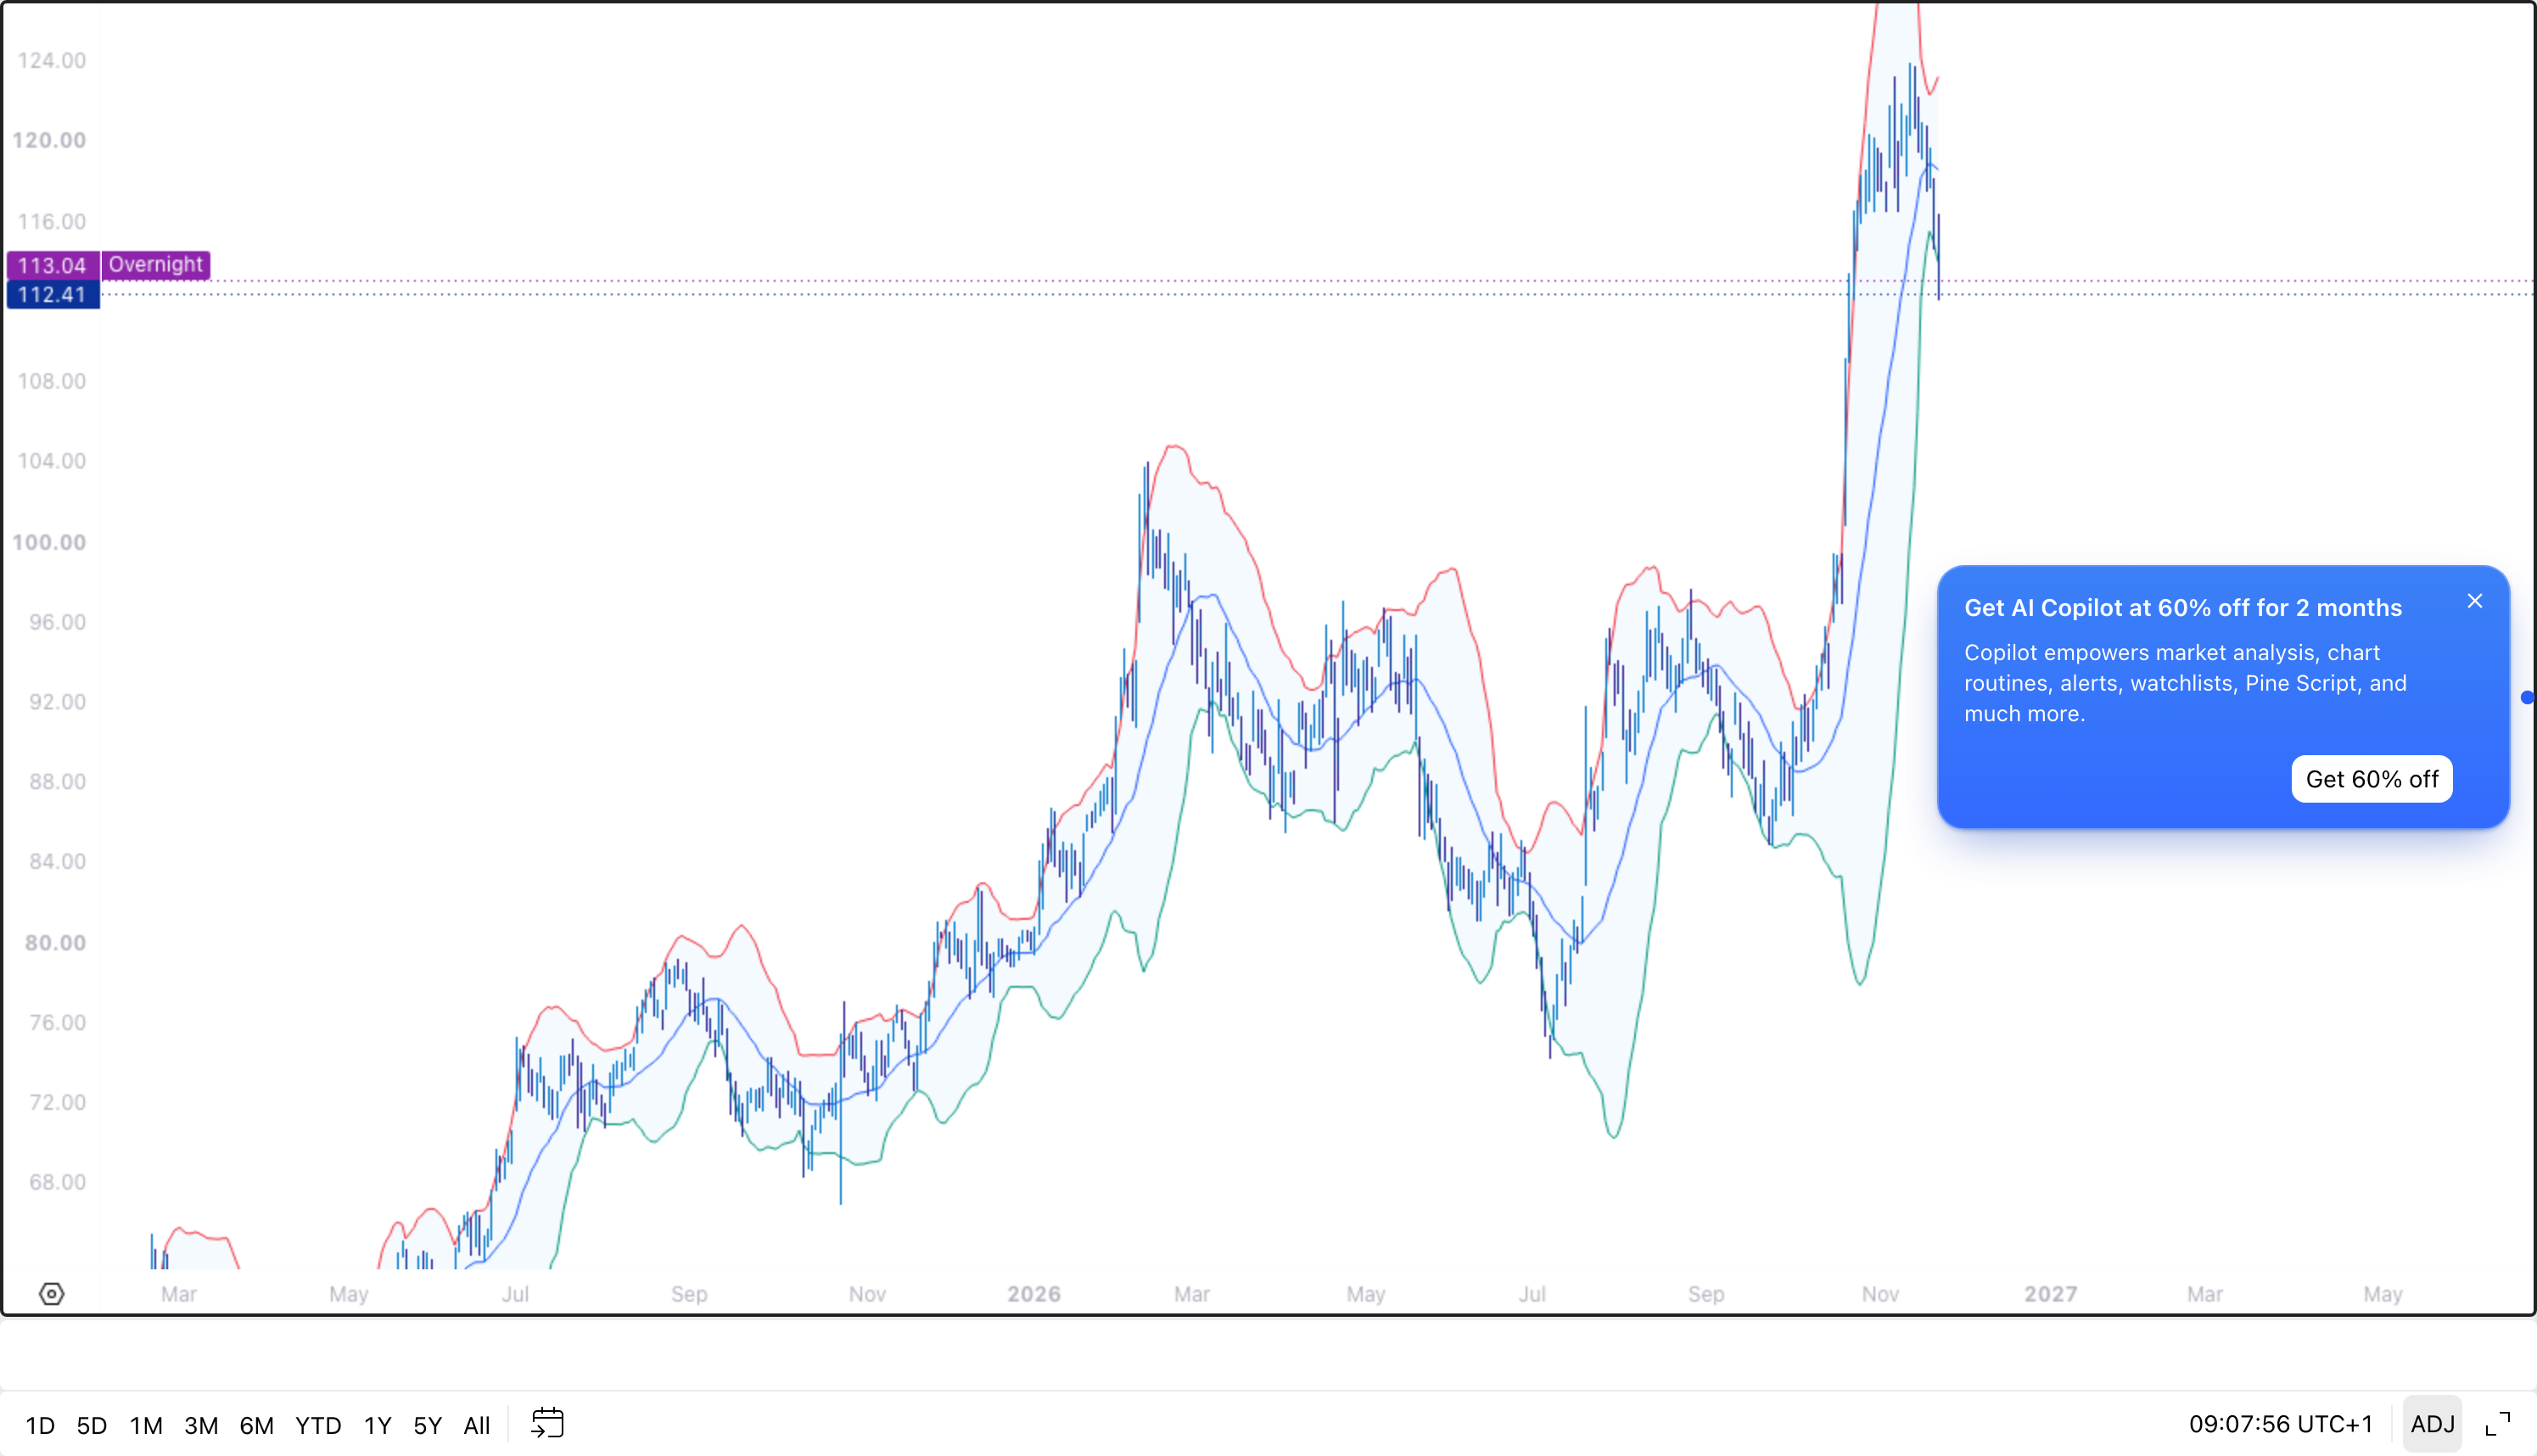 124.00
120.00
116.00
113.04 Overnight
112.41
108.00
104.00
100.00
96.00
92.00
88.00
84.00
80.00
76.00
72.00
68.00
Get AI Copilot at 60% off for 2 months
Copilot empowers market analysis, chart
routines, alerts, watchlists, Pine Script, and
much more.
Get 60% off
Mar May Jul Sep Nov 2026 Mar May Jul Sep Nov 2027 Mar May
1D 5D 1M 3M 6M YTD 1Y 5Y All 09:07:56 UTC+1 ADJ